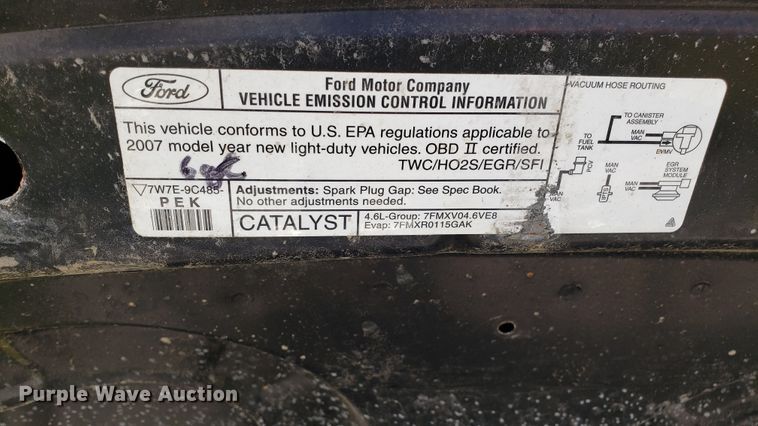 Ford
Ford Motor Company
VEHICLE EMISSION CONTROL INFORMATION
This vehicle conforms to U.S. EPA regulations applicable to
2007 model year new light-duty vehicles. OBD II certified.
TWC/HO2S/EGR/SFI
7W7E-9C485-
PEK
Adjustments: Spark Plug Gap: See Spec Book.
No other adjustments needed.
CATALYST
4.6L-Group: 7FMXV04.6VE8
Evap: 7FMXR0115GAK
VACUUM HOSE ROUTING
TO CANISTER
ASSEMBLY
TO
FUEL
TANK
MAN
VAC
EVMV
PCV
MAN
VAC
MAN
VAC
EGR
SYSTEM
MODULE
Purple Wave Auction